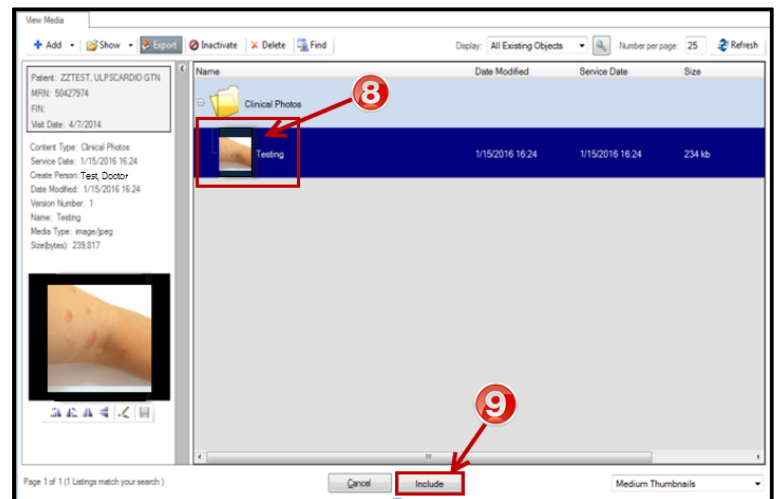 View Media
Add Show Export Inactivate Delete Find Display: All Existing Objects Number per page: 25 Refresh
Patient: ZZTEST, ULPSCARDIO GTN
MRN: 50427974
FIN:
Visit Date: 4/7/2014
Content Type: Clinical Photos
Service Date: 1/15/2016 16:24
Create Person: Test, Doctor
Date Modified: 1/15/2016 16:24
Version Number: 1
Name: Testing
Media Type: image/jpeg
Size(bytes): 239,817
Name Date Modified Service Date Size
Clinical Photos
8
Testing 1/15/2016 16:24 1/15/2016 16:24 234 kb
9
Page 1 of 1 (1 Listings match your search ) Cancel Include Medium Thumbnails